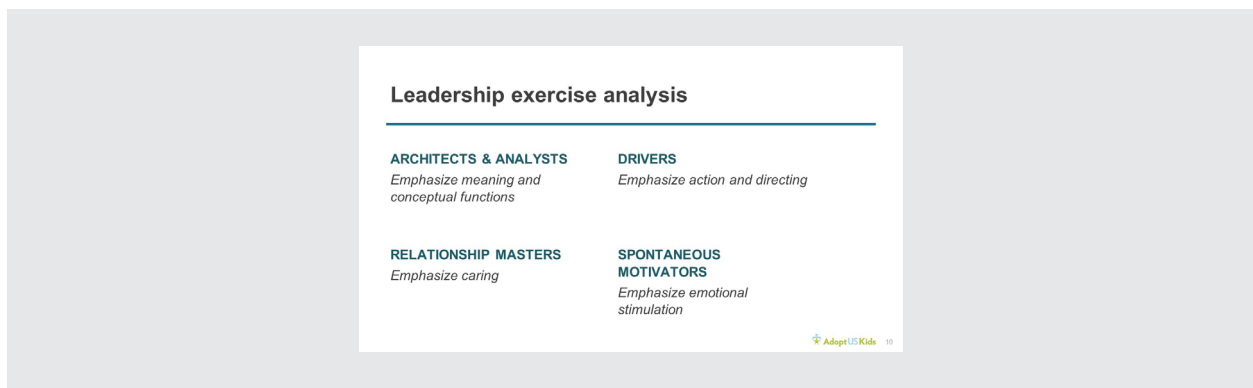 Leadership exercise analysis
ARCHITECTS & ANALYSTS
Emphasize meaning and
conceptual functions
DRIVERS
Emphasize action and directing
RELATIONSHIP MASTERS
Emphasize caring
SPONTANEOUS
MOTIVATORS
Emphasize emotional
stimulation
AdoptUSKids 10